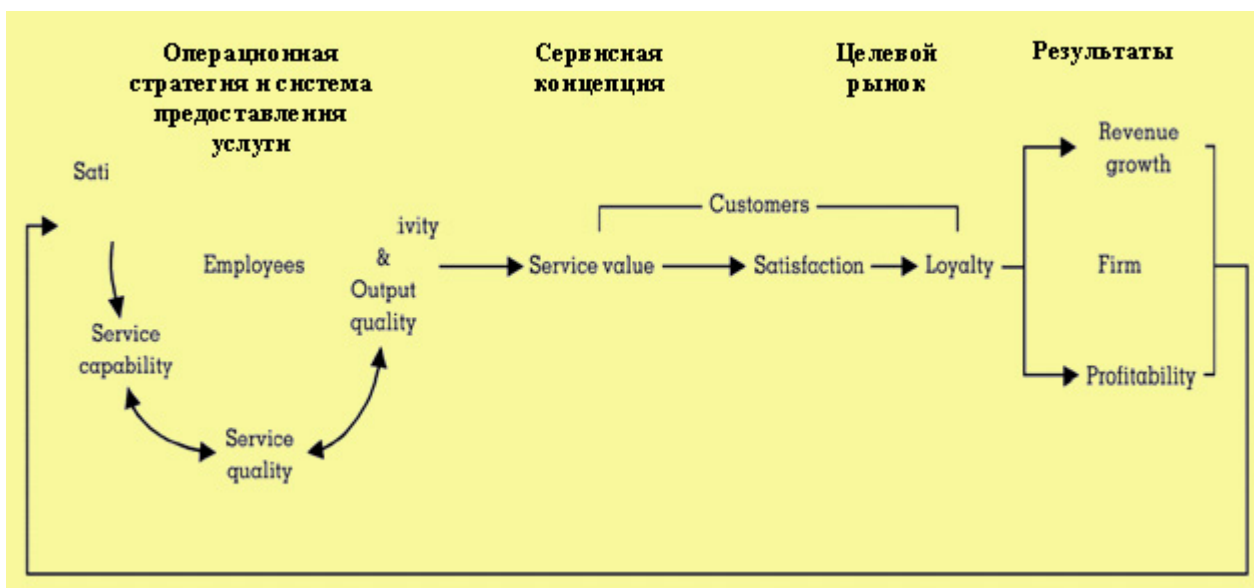 Операционная
стратегия и система
предоставления
услуги
Сервисная
концепция
Целевой
рынок
Результаты
Sati
Employees
ivity
&
Output
quality
Service
capability
Service
quality
Customers
Service value
Satisfaction
Loyalty
Revenue
growth
Firm
Profitability